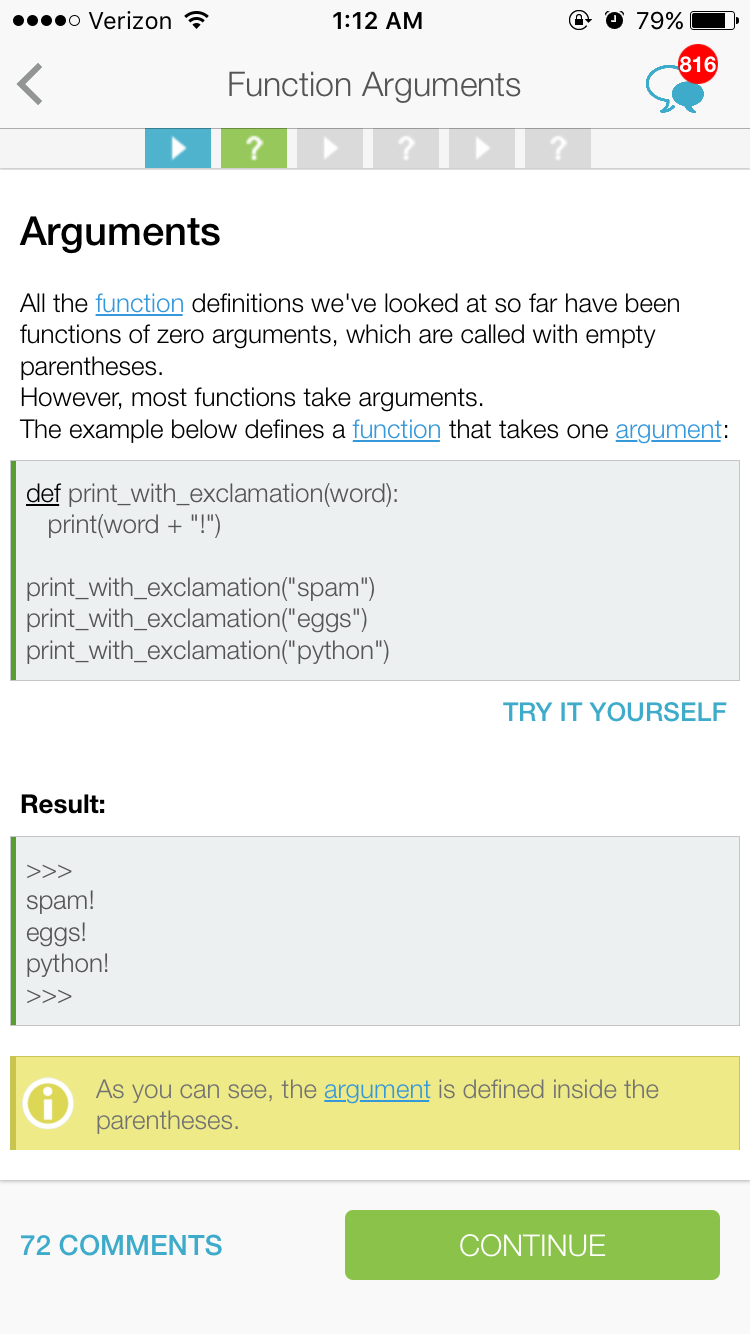 Verizon 1:12 AM 79%
Function Arguments 816
? ? ?
Arguments
All the function definitions we've looked at so far have been
functions of zero arguments, which are called with empty
parentheses.
However, most functions take arguments.
The example below defines a function that takes one argument:
def print_with_exclamation(word):
   print(word + "!")
print_with_exclamation("spam")
print_with_exclamation("eggs")
print_with_exclamation("python")
TRY IT YOURSELF
Result:
>>>
spam!
eggs!
python!
>>>
As you can see, the argument is defined inside the
parentheses.
72 COMMENTS CONTINUE